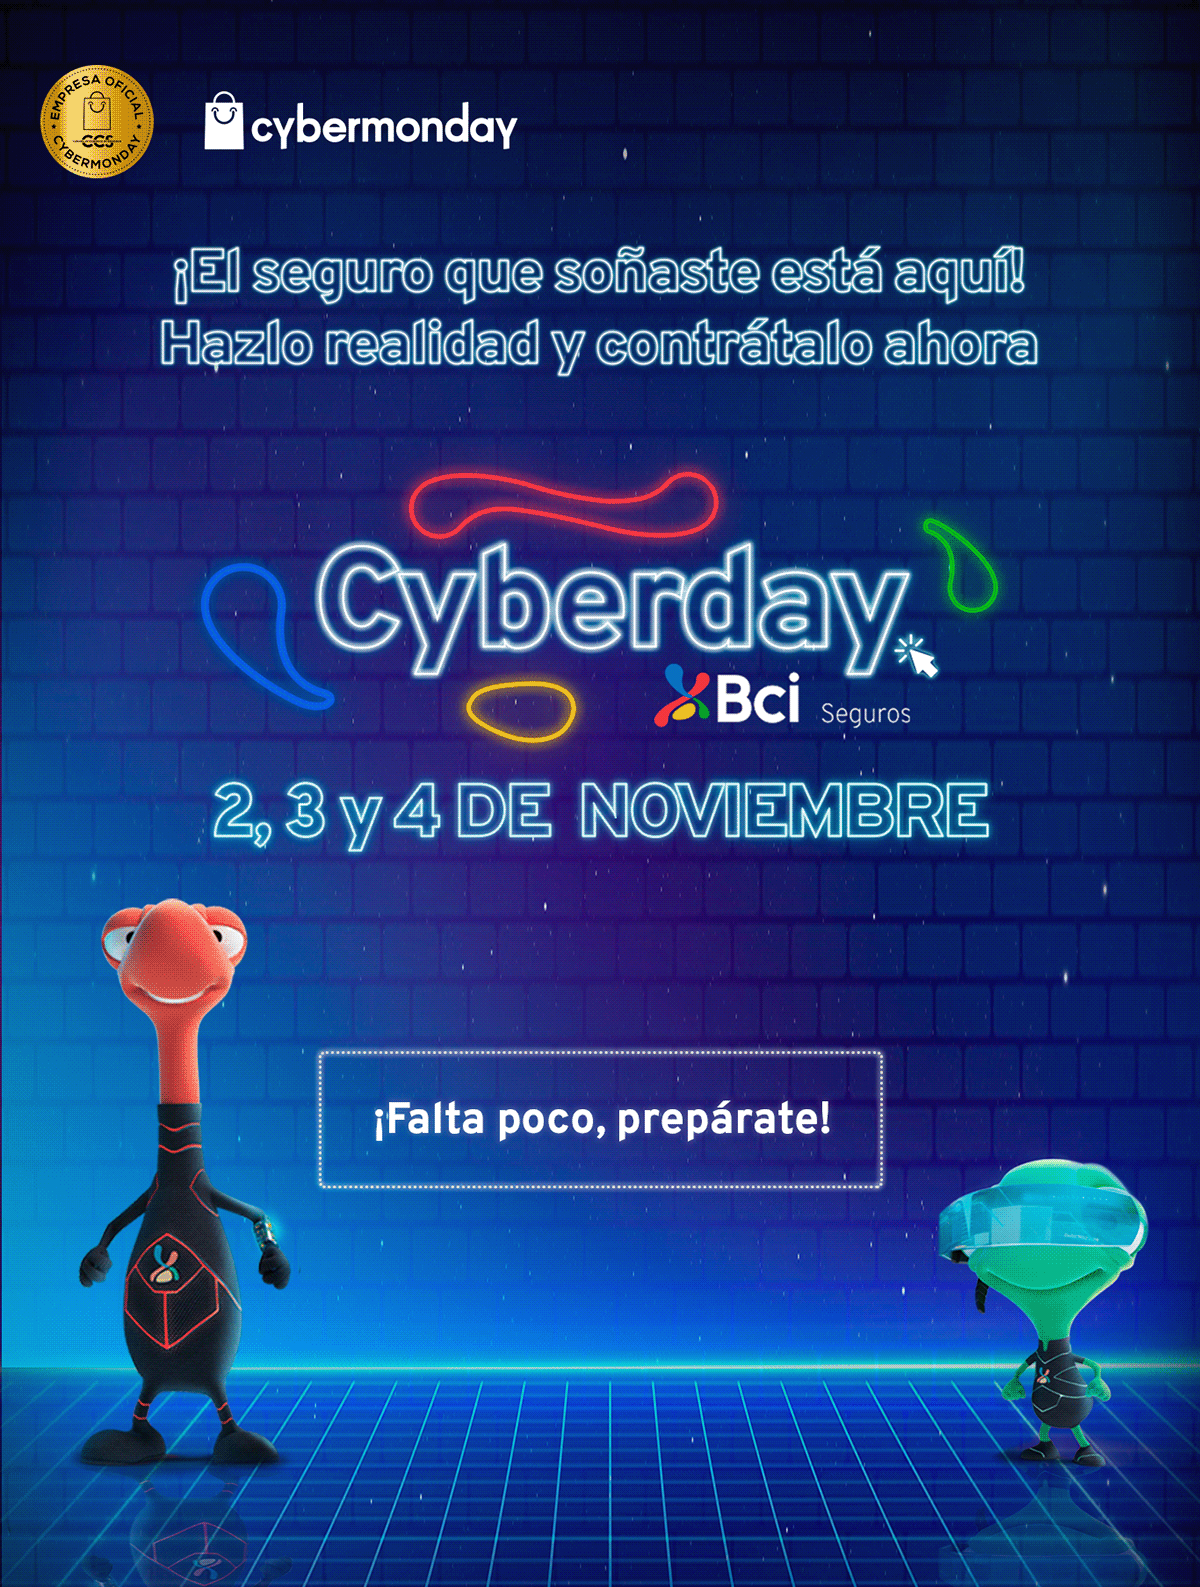 EMPRESA OFICIAL
CCS
CYBERMONDAY
cybermonday
¡El seguro que soñaste está aquí!
Hazlo realidad y contrátalo ahora
Cyberday
Bci Seguros
2, 3 y 4 DE NOVIEMBRE
¡Falta poco, prepárate!